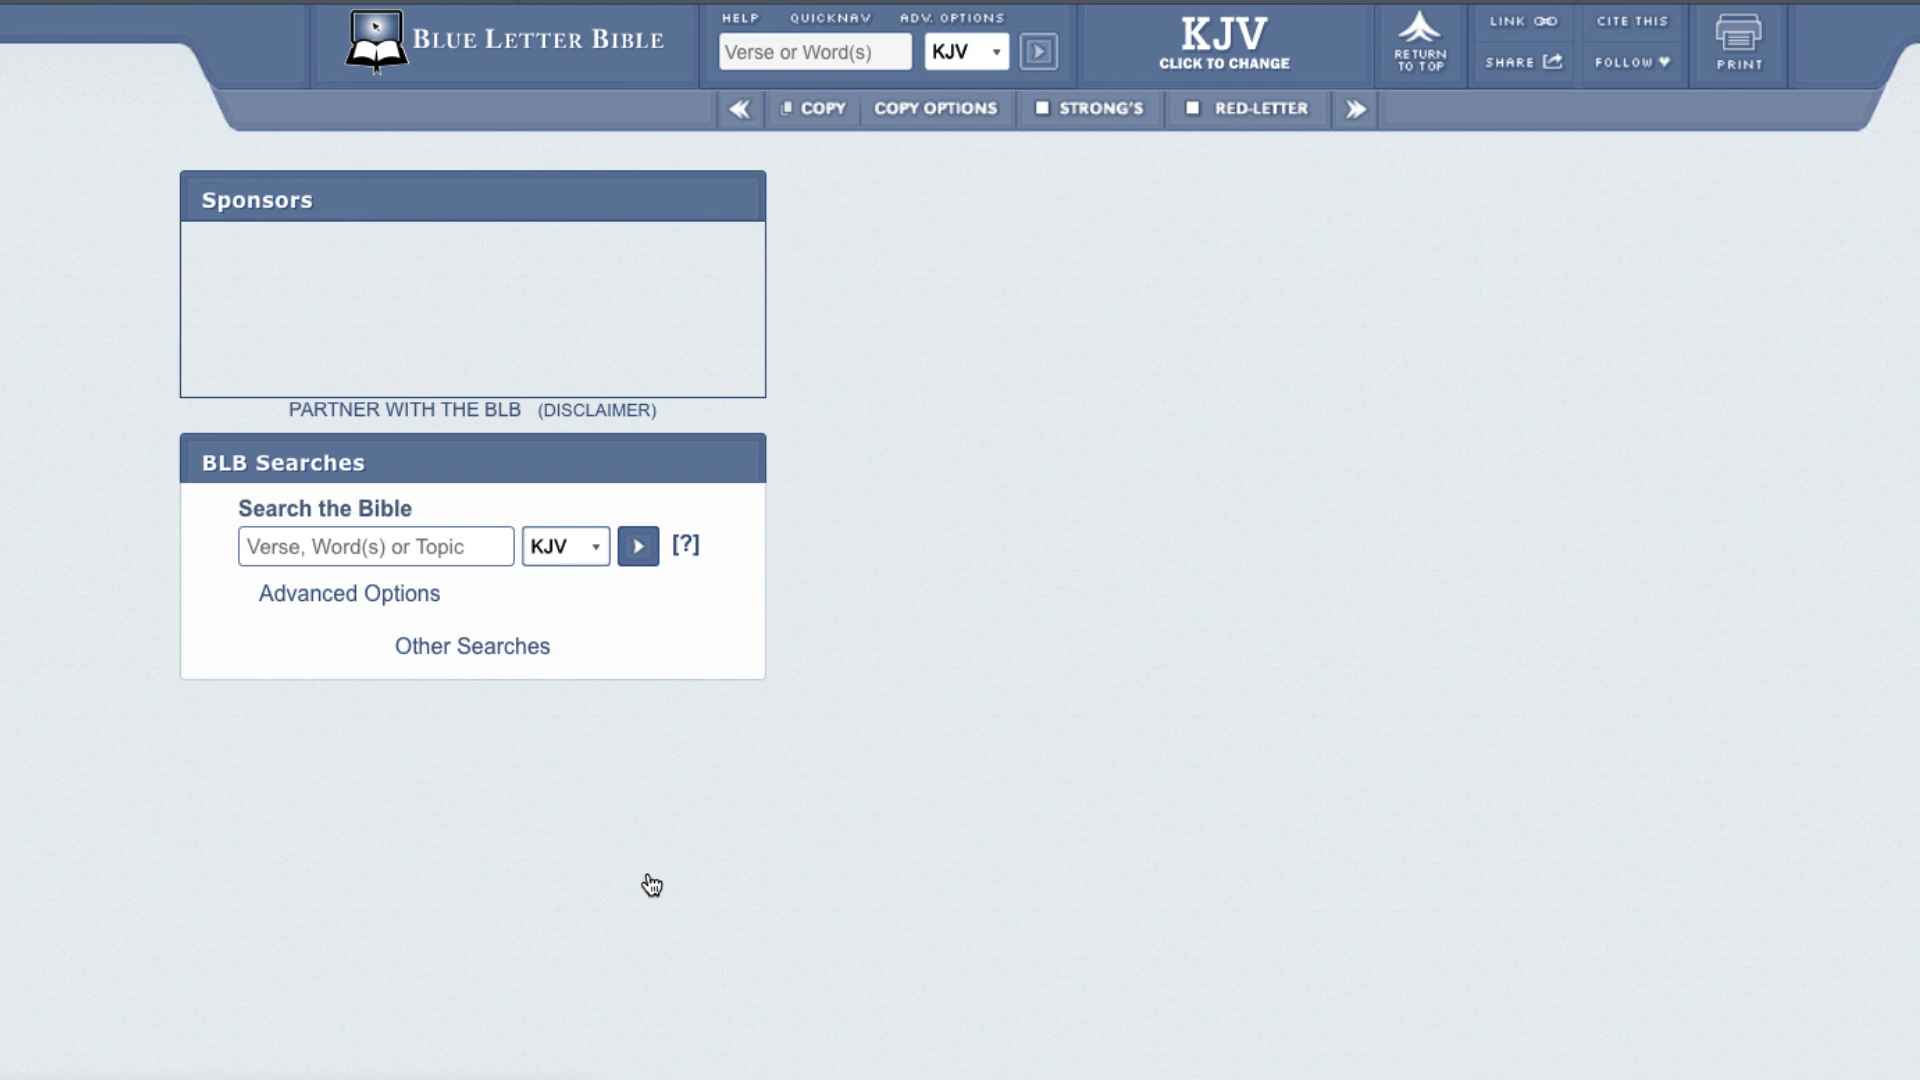 HELP QUICKNAV ADV. OPTIONS
BLUE LETTER BIBLE
Verse or Word(s) KJV
KJV
CLICK TO CHANGE
RETURN
TO TOP
LINK CITE THIS
SHARE FOLLOW
PRINT
COPY COPY OPTIONS STRONG'S RED-LETTER
Sponsors
PARTNER WITH THE BLB (DISCLAIMER)
BLB Searches
Search the Bible
Verse, Word(s) or Topic KJV [?]
Advanced Options
Other Searches